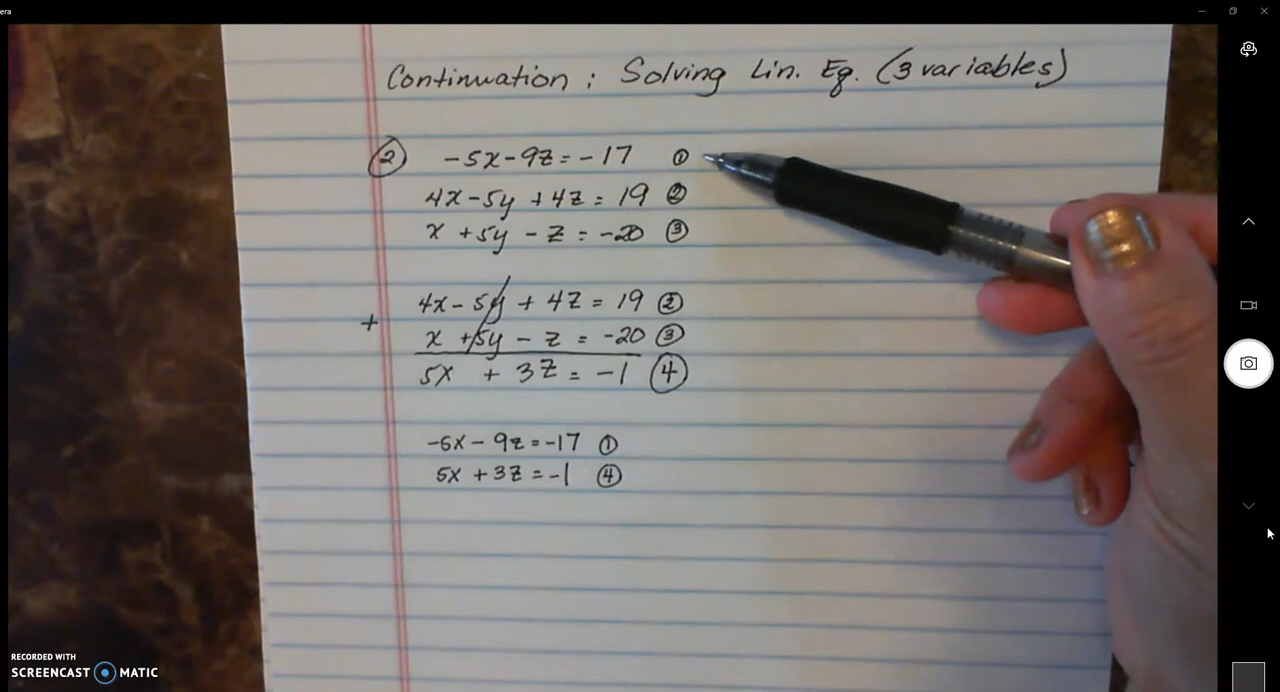 era
Continuation : Solving Lin. Eq. (3 variables)
② -5x-9z=-17 ①
4x-5y+4z=19 ②
x+5y-z=-20 ③
4x-5y+4z=19 ②
+ x+5y-z=-20 ③
5x+3z=-1 ④
-5x-9z=-17 ①
5x+3z=-1 ④
RECORDED WITH
SCREENCAST MATIC